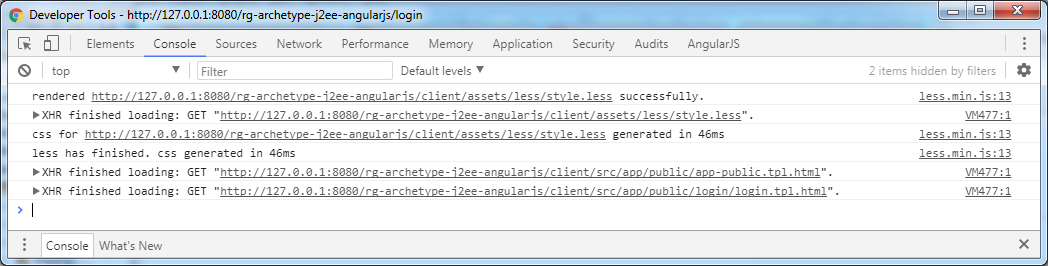 Developer Tools - http://127.0.0.1:8080/rg-archetype-j2ee-angularjs/login
Elements Console Sources Network Performance Memory Application Security Audits AngularJS
top Filter Default levels 2 items hidden by filters
rendered http://127.0.0.1:8080/rg-archetype-j2ee-angularjs/client/assets/less/style.less successfully. less.min.js:13
XHR finished loading: GET "http://127.0.0.1:8080/rg-archetype-j2ee-angularjs/client/assets/less/style.less". VM477:1
css for http://127.0.0.1:8080/rg-archetype-j2ee-angularjs/client/assets/less/style.less generated in 46ms less.min.js:13
less has finished. css generated in 46ms less.min.js:13
XHR finished loading: GET "http://127.0.0.1:8080/rg-archetype-j2ee-angularjs/client/src/app/public/app-public.tpl.html". VM477:1
XHR finished loading: GET "http://127.0.0.1:8080/rg-archetype-j2ee-angularjs/client/src/app/public/login/login.tpl.html". VM477:1
Console What's New